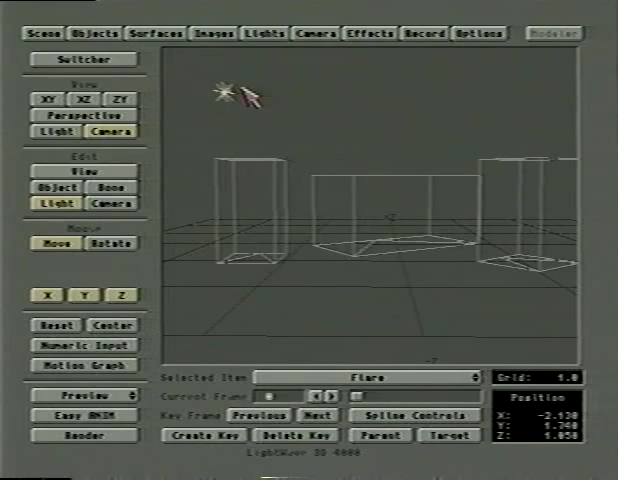 Scene Objects Surfaces Images Lights Camera Effects Record Options Modeler
Switcher
View
XY XZ ZY
Perspective
Light Camera
Edit
View
Object Bone
Light Camera
Mouse
Move Rotate
X Y Z
Reset Center
Numeric Input
Motion Graph
Preview
Easy ANIM
Render
Selected Item Flare
Current Frame
Key Frame Previous Next Spline Controls
Create Key Delete Key Parent Target
LightWave 3D
Grid: 1.0
Position
X:
Y:
Z: